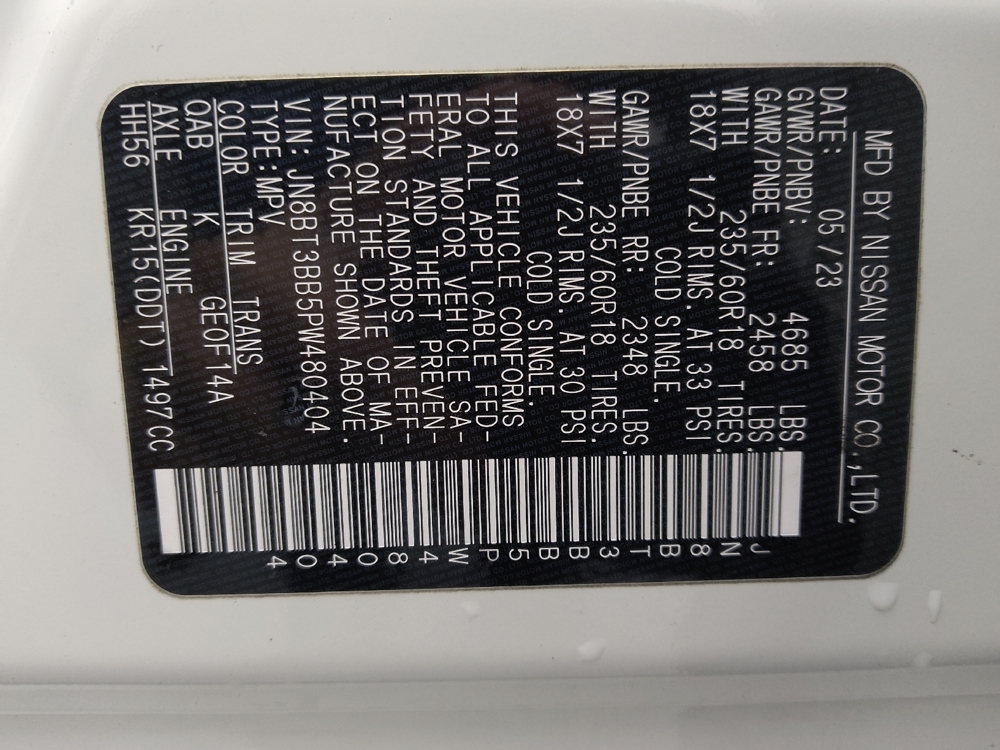 MFD BY NISSAN MOTOR CO.,LTD.
DATE: 05/23
GVWR/PNBV: 4685 LBS.
GAWR/PNBE FR: 2458 LBS.
WITH 235/60R18 TIRES.
18X7 1/2J RIMS. AT 33 PSI
COLD SINGLE.
GAWR/PNBE RR: 2348 LBS.
WITH 235/60R18 TIRES.
18X7 1/2J RIMS. AT 30 PSI
COLD SINGLE.
THIS VEHICLE CONFORMS
TO ALL APPLICABLE FED-
ERAL MOTOR VEHICLE SA-
FETY AND THEFT PREVEN-
TION STANDARDS IN EFF-
ECT ON THE DATE OF MA-
NUFACTURE SHOWN ABOVE.
VIN: JN8BT3BB5PW480404
TYPE:MPV
COLOR TRIM TRANS
QAB K GE0F14A
AXLE ENGINE
HH56 KR15(DDT) 1497CC
JN8BT3BB5PW480404